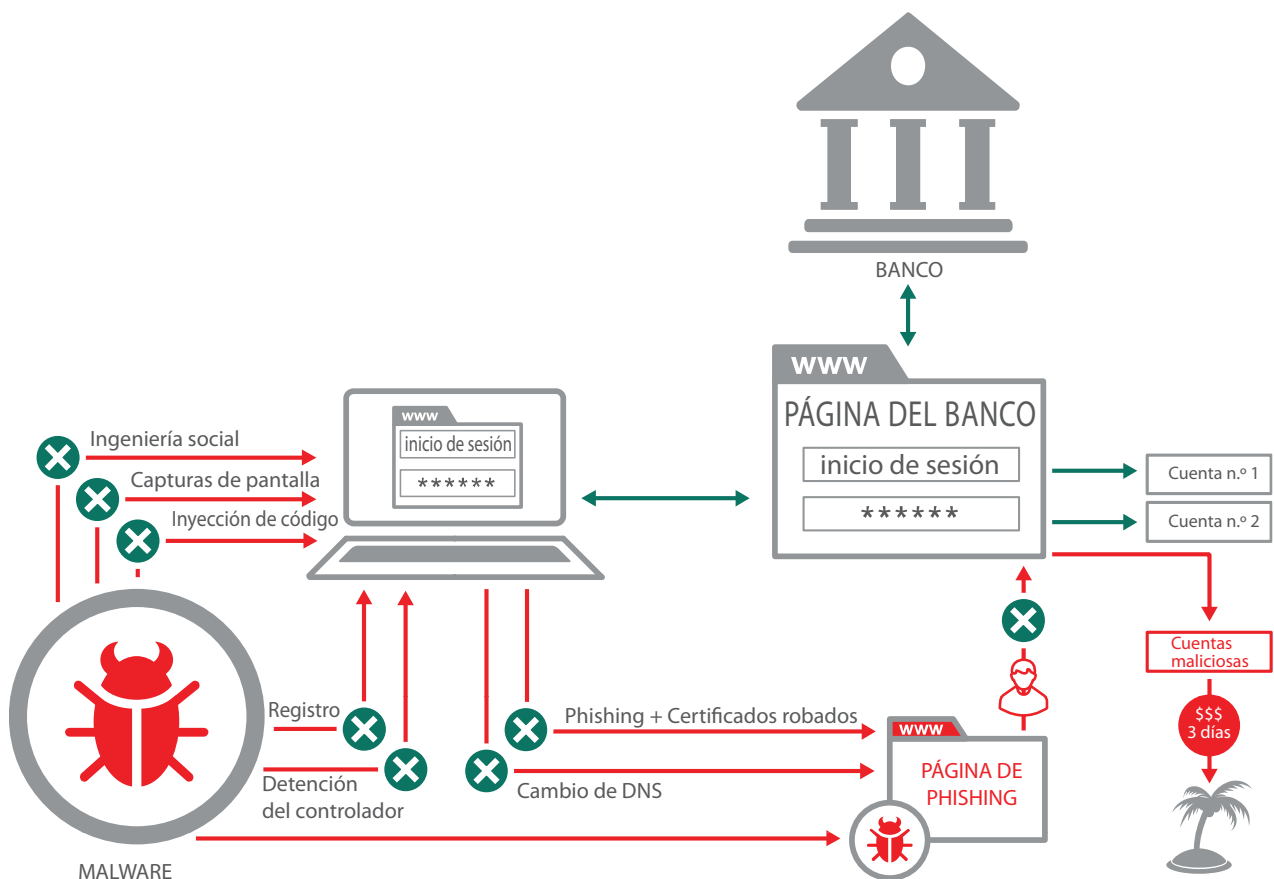 BANCO
www
PÁGINA DEL BANCO
inicio de sesión
******
Cuenta n.º 1
Cuenta n.º 2
www
inicio de sesión
******
Ingeniería social
Capturas de pantalla
Inyección de código
Registro
Detención
del controlador
Phishing + Certificados robados
Cambio de DNS
www
PÁGINA DE
PHISHING
Cuentas
maliciosas
$$$
3 días
MALWARE